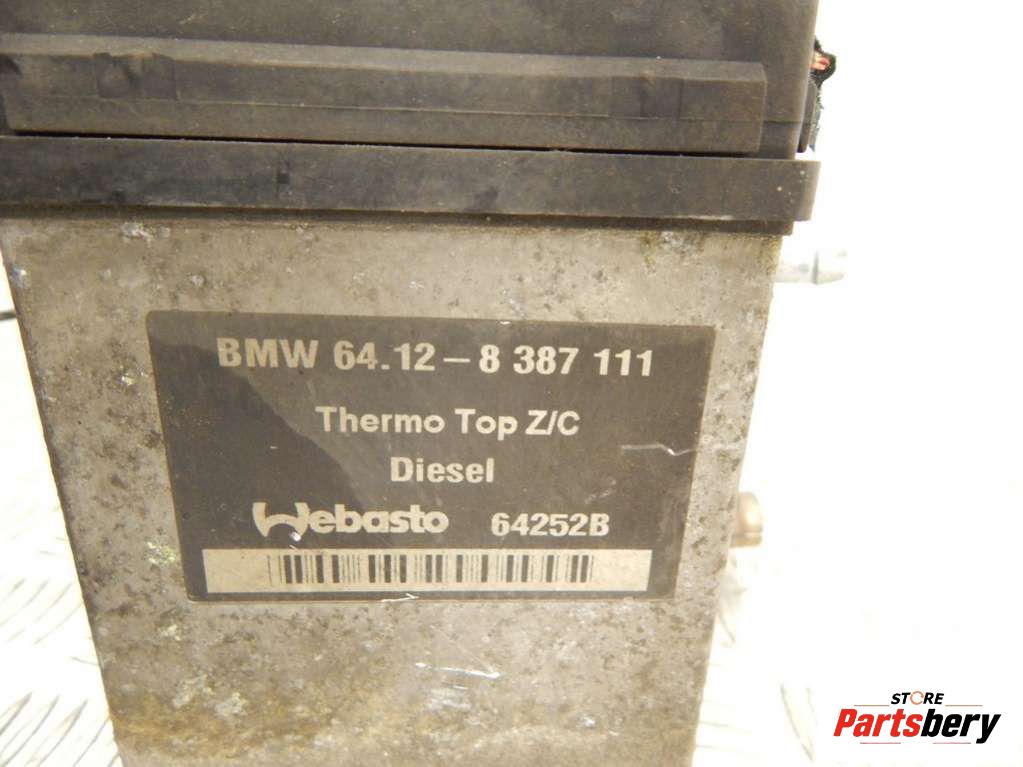 BMW 64.12–8 387 111
Thermo Top Z/C
Diesel
Webasto 64252B
STORE
Partsbery